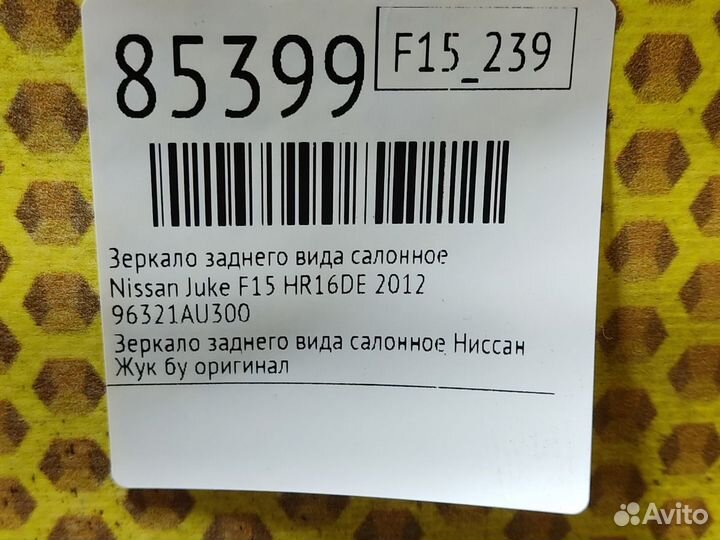 85399
F15_239
Зеркало заднего вида салонное
Nissan Juke F15 HR16DE 2012
96321AU300
Зеркало заднего вида салонное Ниссан
Жук бу оригинал
Avito